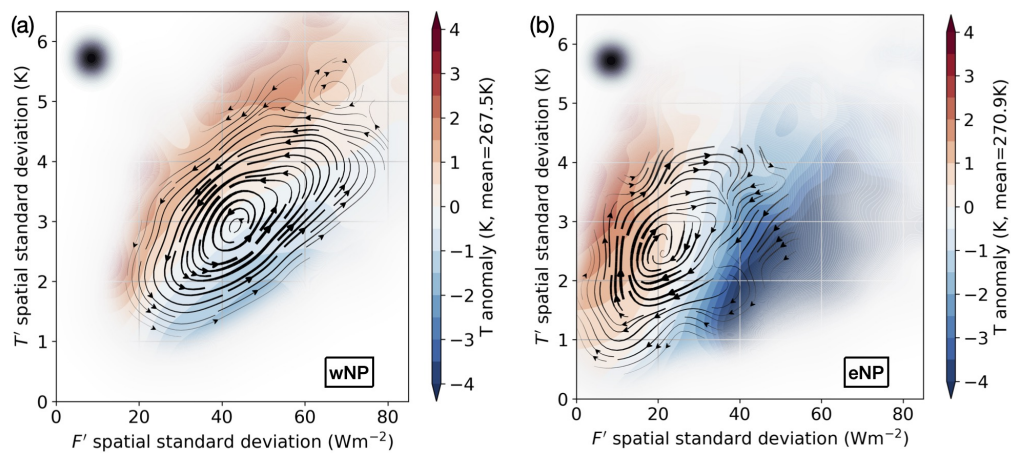 (a)
6
5
4
3
2
1
0
T′ spatial standard deviation (K)
0 20 40 60 80
F′ spatial standard deviation (Wm−2)
wNP
4
3
2
1
0
−1
−2
−3
−4
T anomaly (K, mean=267.5K)
(b)
6
5
4
3
2
1
0
T′ spatial standard deviation (K)
0 20 40 60 80
F′ spatial standard deviation (Wm−2)
eNP
4
3
2
1
0
−1
−2
−3
−4
T anomaly (K, mean=270.9K)